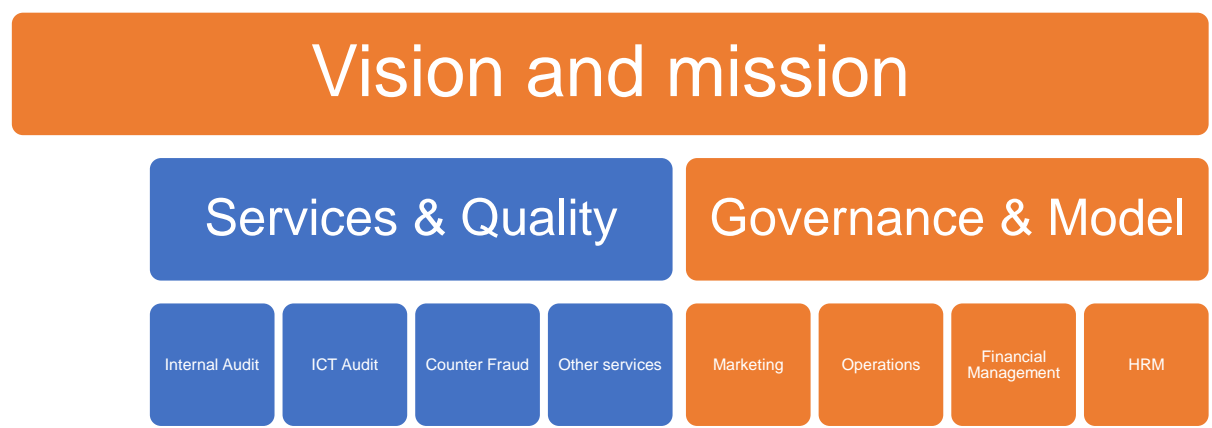 Vision and mission
Services & Quality
Governance & Model
Internal Audit
ICT Audit
Counter Fraud
Other services
Marketing
Operations
Financial
Management
HRM